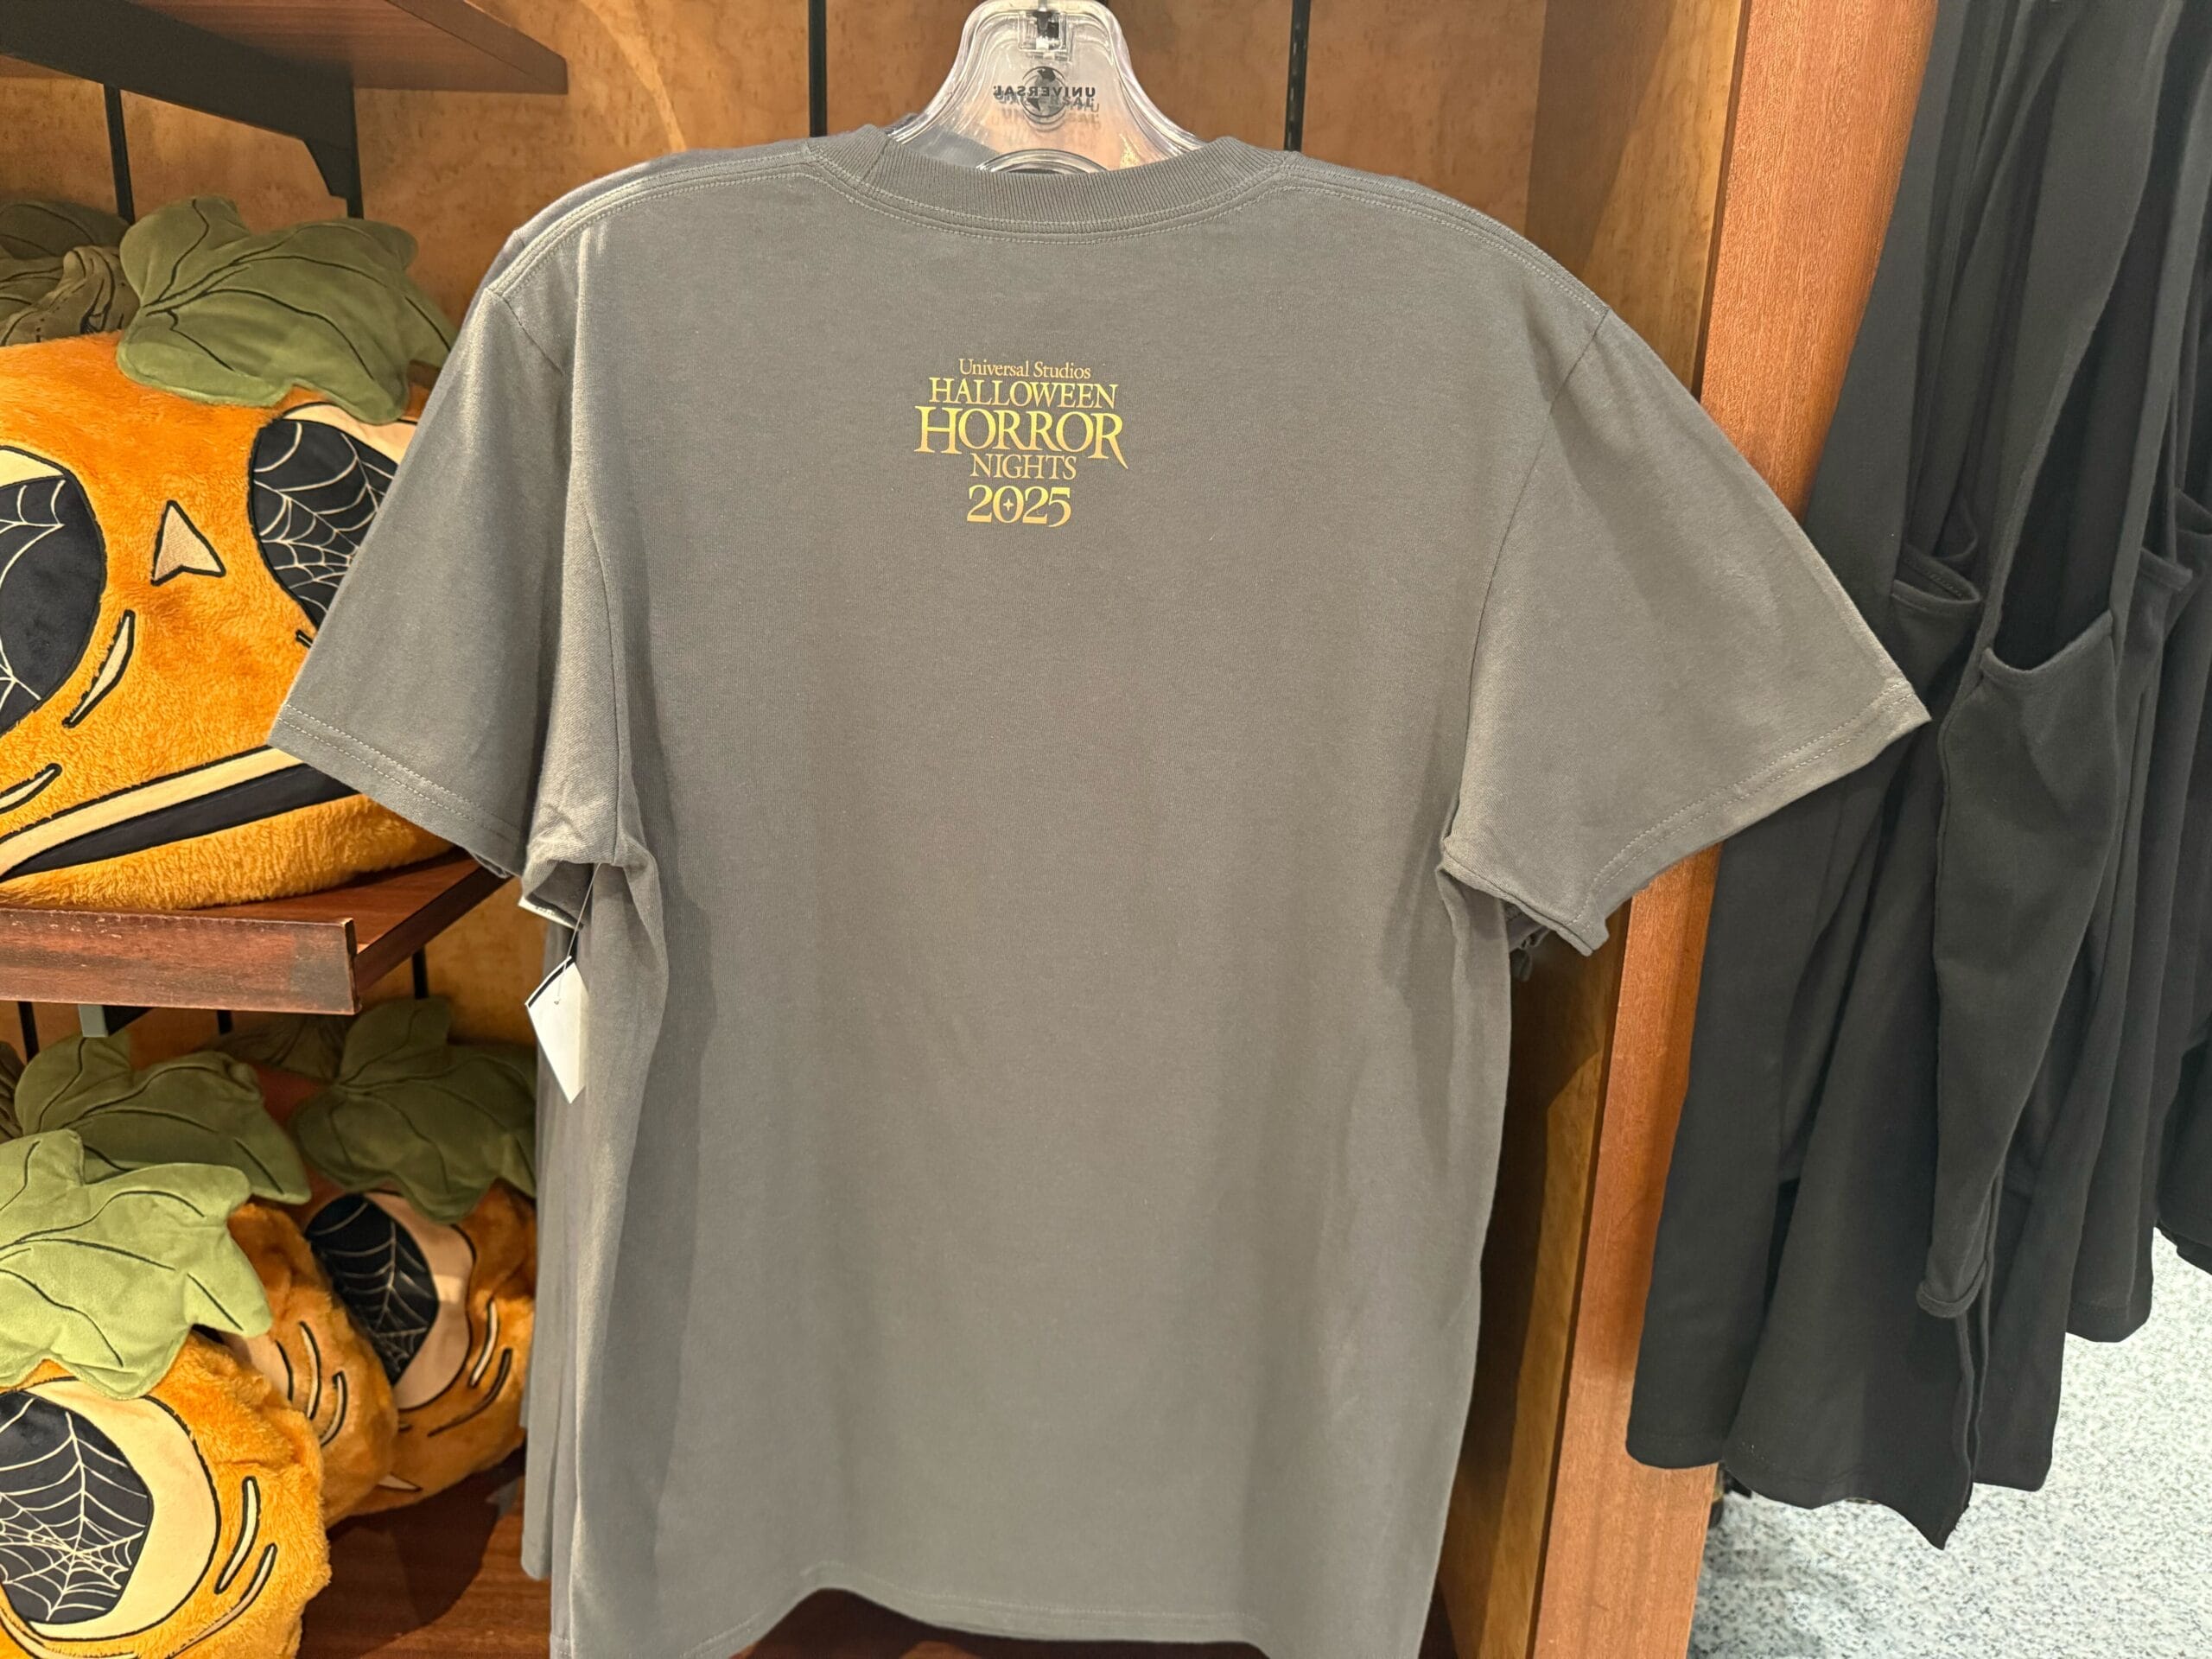 UNIVERSAL
Universal Studios
HALLOWEEN
HORROR
NIGHTS
2025